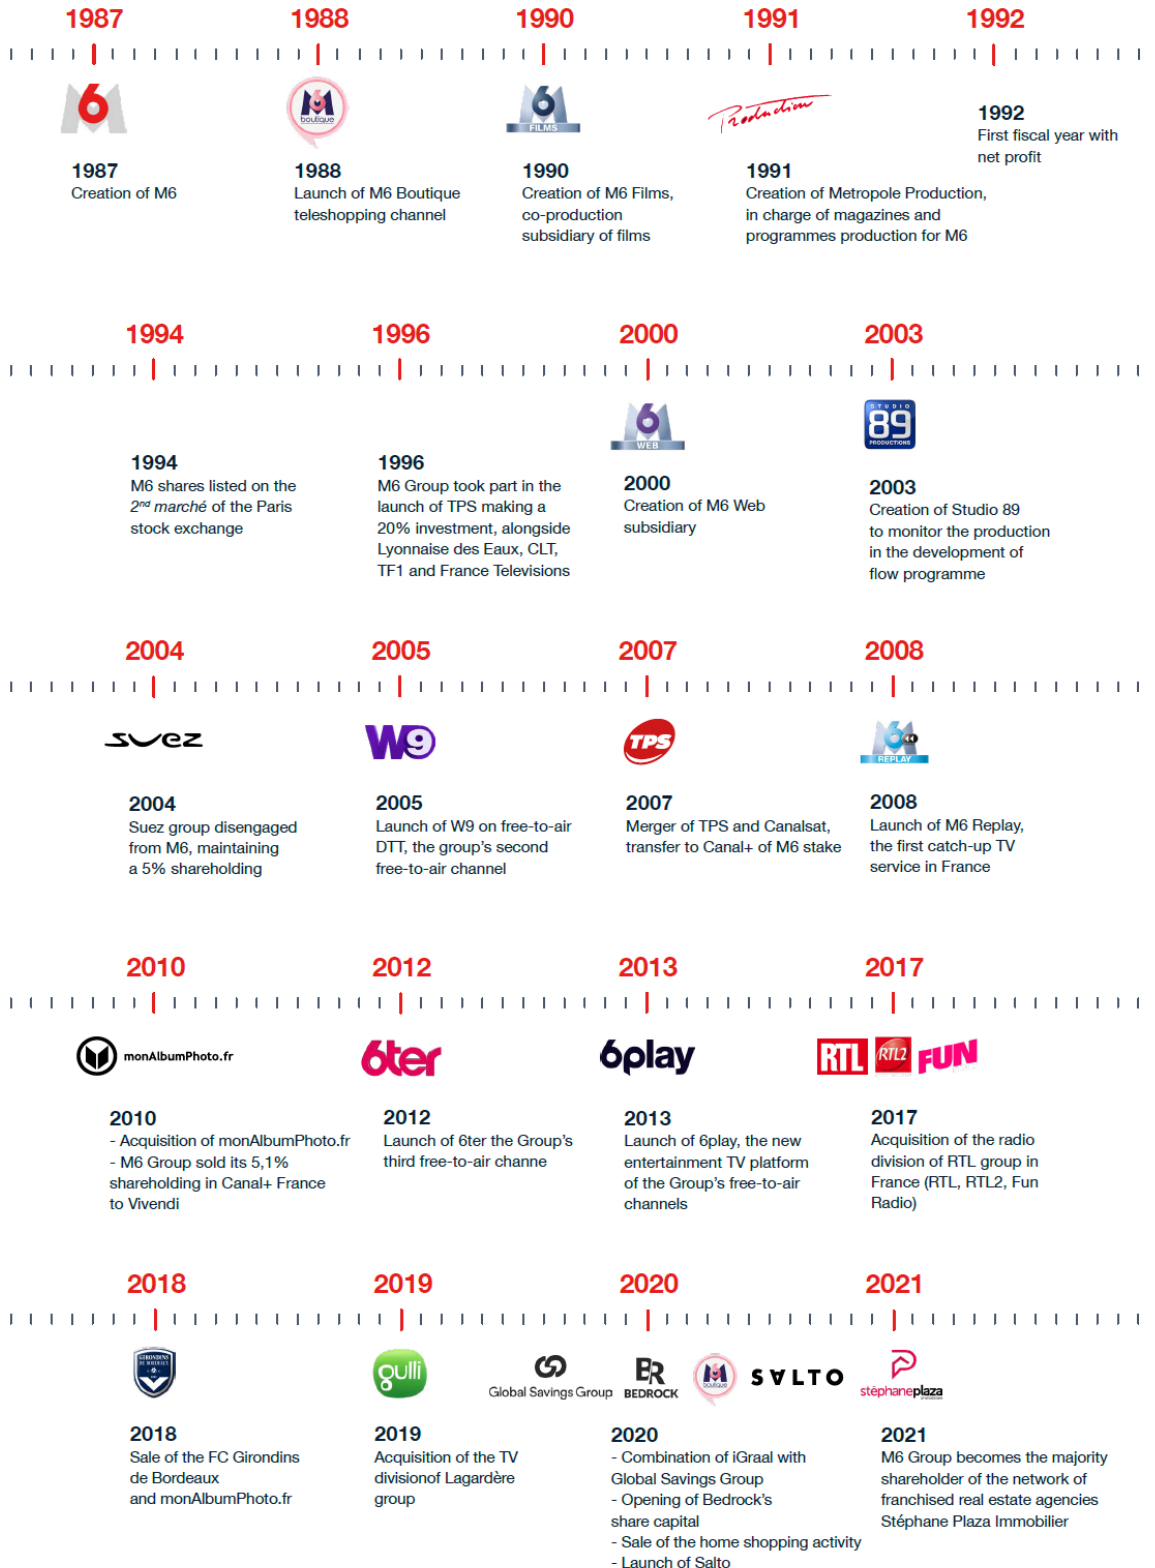 1987 1988 1990 1991 1992
M6
M6 boutique
M6 FILMS
Production
1987
Creation of M6
1988
Launch of M6 Boutique
teleshopping channel
1990
Creation of M6 Films,
co-production
subsidiary of films
1991
Creation of Metropole Production,
in charge of magazines and
programmes production for M6
1992
First fiscal year with
net profit
1994 1996 2000 2003
M6 WEB
STUDIO
89
PRODUCTIONS
1994
M6 shares listed on the
2nd marché of the Paris
stock exchange
1996
M6 Group took part in the
launch of TPS making a
20% investment, alongside
Lyonnaise des Eaux, CLT,
TF1 and France Televisions
2000
Creation of M6 Web
subsidiary
2003
Creation of Studio 89
to monitor the production
in the development of
flow programme
2004 2005 2007 2008
suez
W9
TPS
M6 REPLAY
2004
Suez group disengaged
from M6, maintaining
a 5% shareholding
2005
Launch of W9 on free-to-air
DTT, the group's second
free-to-air channel
2007
Merger of TPS and Canalsat,
transfer to Canal+ of M6 stake
2008
Launch of M6 Replay,
the first catch-up TV
service in France
2010 2012 2013 2017
monAlbumPhoto.fr
6ter
6play
RTL RTL2 FUN
2010
- Acquisition of monAlbumPhoto.fr
- M6 Group sold its 5,1%
shareholding in Canal+ France
to Vivendi
2012
Launch of 6ter the Group's
third free-to-air channe
2013
Launch of 6play, the new
entertainment TV platform
of the Group's free-to-air
channels
2017
Acquisition of the radio
division of RTL group in
France (RTL, RTL2, Fun
Radio)
2018 2019 2020 2021
GIRONDINS
DE BORDEAUX
gulli
Global Savings Group
BR
BEDROCK
M6 boutique
SALTO
stéphaneplaza
2018
Sale of the FC Girondins
de Bordeaux
and monAlbumPhoto.fr
2019
Acquisition of the TV
divisionof Lagardère
group
2020
- Combination of iGraal with
Global Savings Group
- Opening of Bedrock's
share capital
- Sale of the home shopping activity
- Launch of Salto
2021
M6 Group becomes the majority
shareholder of the network of
franchised real estate agencies
Stéphane Plaza Immobilier